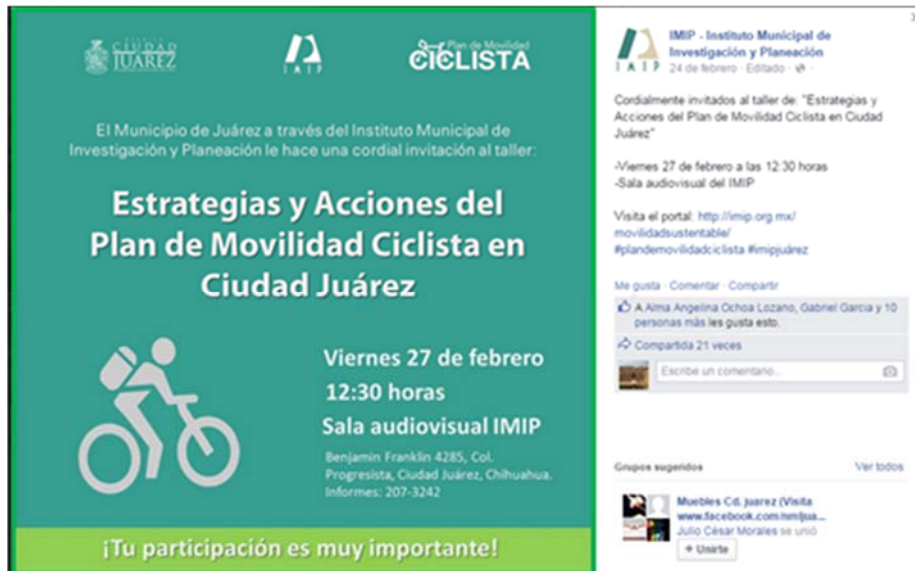 CIUDAD
JUÁREZ
IMIP
Plan de Movilidad
CICLISTA
El Municipio de Juárez a través del Instituto Municipal de
Investigación y Planeación le hace una cordial invitación al taller:
Estrategias y Acciones del
Plan de Movilidad Ciclista en
Ciudad Juárez
Viernes 27 de febrero
12:30 horas
Sala audiovisual IMIP
Benjamin Franklin 4285, Col.
Progresista, Ciudad Juárez, Chihuahua.
Informes: 207-3242
¡Tu participación es muy importante!
IMIP
IMIP - Instituto Municipal de
Investigación y Planeación
24 de febrero · Editado ·
Cordialmente invitados al taller de: "Estrategias y
Acciones del Plan de Movilidad Ciclista en Ciudad
Juárez"
-Viernes 27 de febrero a las 12:30 horas
-Sala audiovisual del IMIP
Visita el portal: http://imip.org.mx/
movilidadsustentable/
#plandemovilidadciclista #imipjuárez
Me gusta · Comentar · Compartir
A Alma Angelina Ochoa Lozano, Gabriel Garcia y 10
personas más les gusta esto.
Compartida 21 veces
Escribe un comentario...
Grupos sugeridos
Ver todos
Muebles Cd. juarez (Visita
www.facebook.com/nmljua...
Julio César Morales se unió
+ Unirte